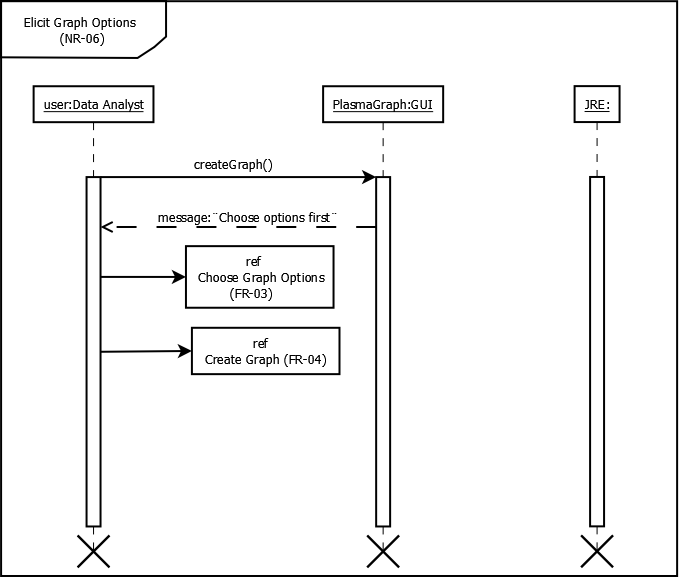 Elicit Graph Options
(NR-06)
user:Data Analyst
PlasmaGraph:GUI
JRE:
createGraph()
message:¨Choose options first¨
ref
Choose Graph Options
(FR-03)
ref
Create Graph (FR-04)